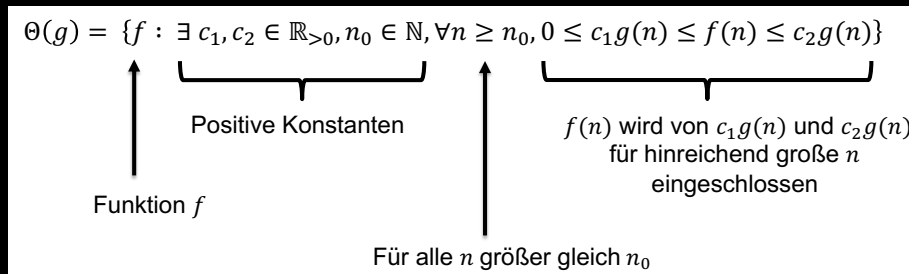 Θ(g) = {f : ∃ c₁, c₂ ∈ ℝ>0, n₀ ∈ ℕ, ∀n ≥ n₀, 0 ≤ c₁g(n) ≤ f(n) ≤ c₂g(n)}
Positive Konstanten
f(n) wird von c₁g(n) und c₂g(n)
für hinreichend große n
eingeschlossen
Funktion f
Für alle n größer gleich n₀